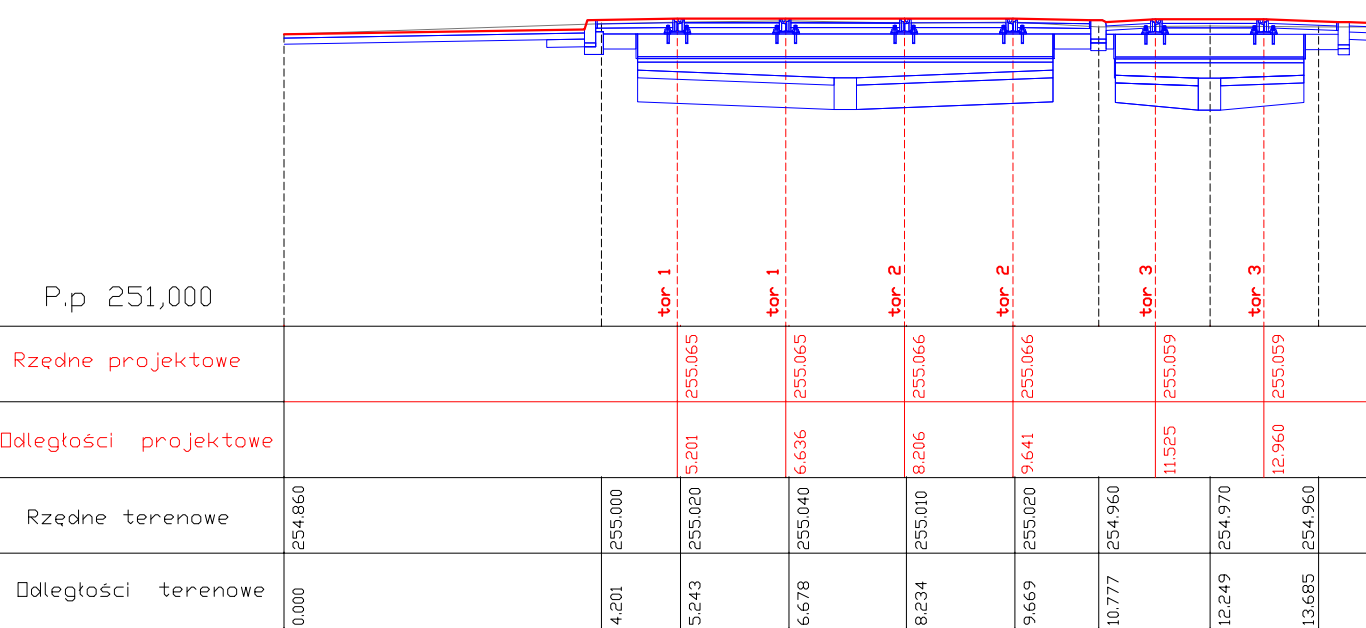 tor 1
tor 1
tor 2
tor 2
tor 3
tor 3
P.p 251,000
Rzędne projektowe
255.065
255.065
255.066
255.066
255.059
255.059
Odległości projektowe
5.201
6.636
8.206
9.641
11.525
12.960
Rzędne terenowe
254.860
255.000
255.020
255.040
255.010
255.020
254.960
254.970
254.960
Odległości terenowe
0.000
4.201
5.243
6.678
8.234
9.669
10.777
12.249
13.685